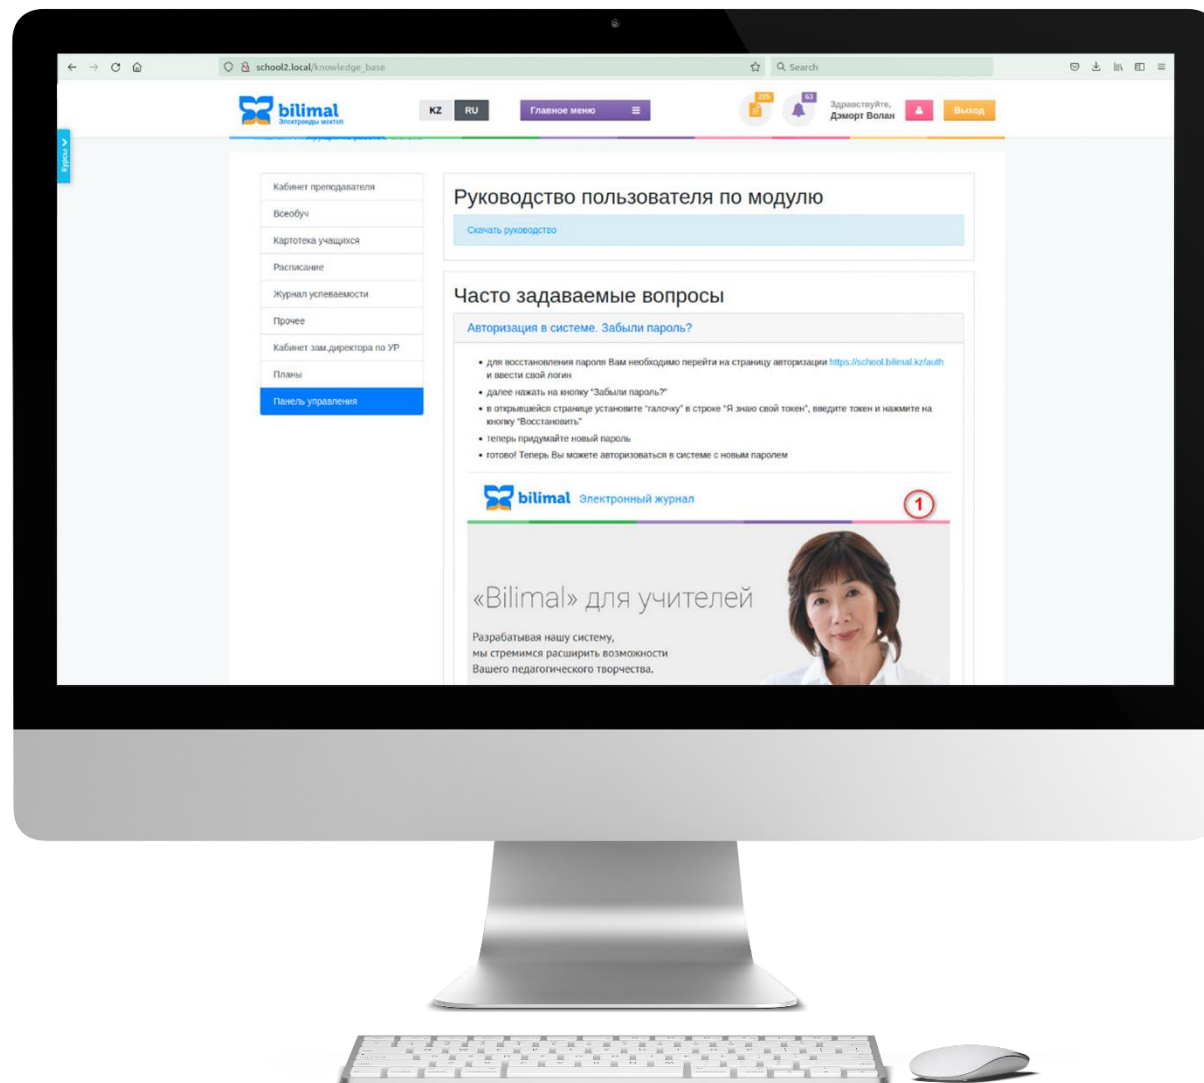 school2.local/knowledge_base
Search
bilimal
Электронды мектеп
KZ
RU
Главное меню
225
63
Здравствуйте,
Дэморт Волан
Выход
Курсы
Кабинет преподавателя
Всеобуч
Картотека учащихся
Расписание
Журнал успеваемости
Прочее
Кабинет зам.директора по УР
Планы
Панель управления
Руководство пользователя по модулю
Скачать руководство
Часто задаваемые вопросы
Авторизация в системе. Забыли пароль?
• для восстановления пароля Вам необходимо перейти на страницу авторизации https://school.bilimal.kz/auth
и ввести свой логин
• далее нажать на кнопку "Забыли пароль?"
• в открывшейся странице установите "галочку" в строке "Я знаю свой токен", введите токен и нажмите на
кнопку "Восстановить"
• теперь придумайте новый пароль
• готово! Теперь Вы можете авторизоваться в системе с новым паролем
bilimal Электронный журнал
1
«Bilimal» для учителей
Разрабатывая нашу систему,
мы стремимся расширить возможности
Вашего педагогического творчества.